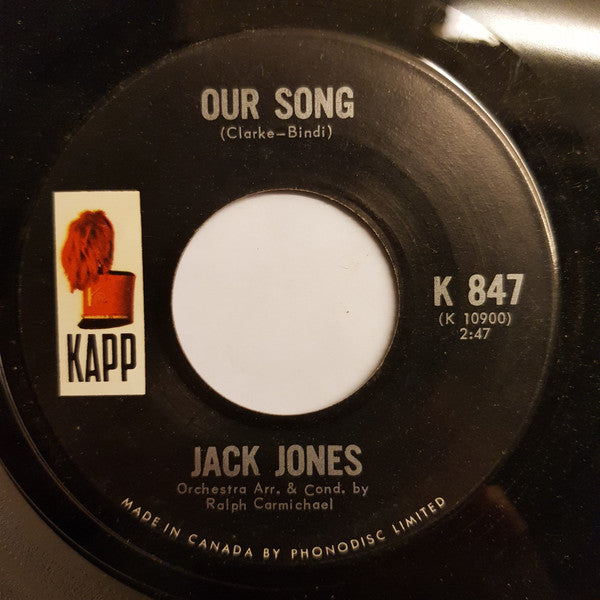 OUR SONG
(Clarke-Bindi)
KAPP
K 847
(K 10900)
2:47
JACK JONES
Orchestra Arr. & Cond. by
Ralph Carmichael
MADE IN CANADA BY PHONODISC LIMITED